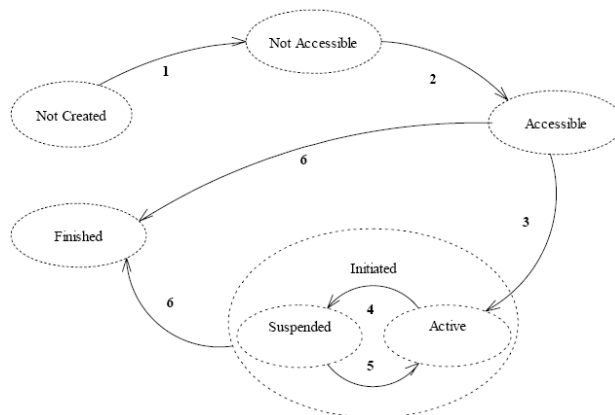 Not Accessible
1
2
Not Created
Accessible
6
3
Finished
Initiated
6
4
Suspended
Active
5